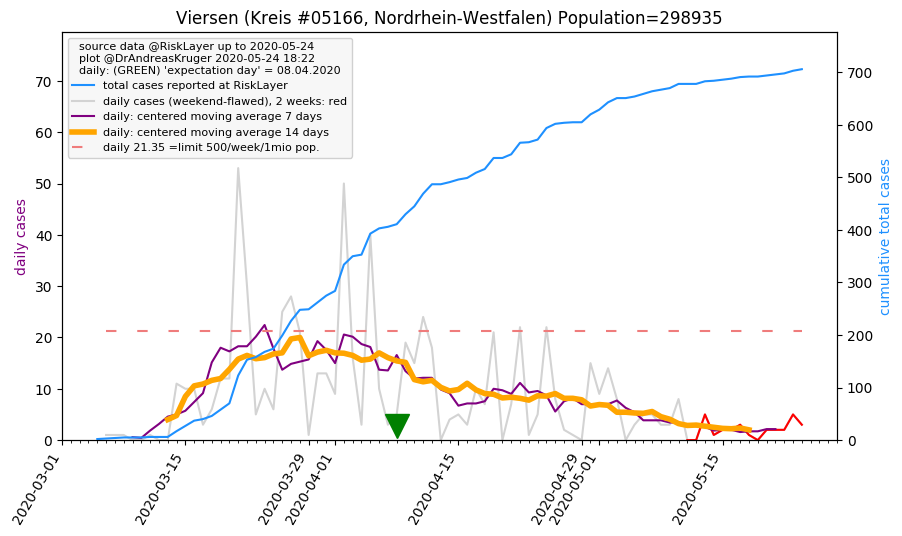 Viersen (Kreis #05166, Nordrhein-Westfalen) Population=298935
source data @RiskLayer up to 2020-05-24
plot @DrAndreasKruger 2020-05-24 18:22
daily: (GREEN) 'expectation day' = 08.04.2020
total cases reported at RiskLayer
daily cases (weekend-flawed), 2 weeks: red
daily: centered moving average 7 days
daily: centered moving average 14 days
daily 21.35 =limit 500/week/1mio pop.
daily cases
70
60
50
40
30
20
10
0
cumulative total cases
700
600
500
400
300
200
100
0
2020-03-01
2020-03-15
2020-03-29
2020-04-01
2020-04-15
2020-04-29
2020-05-01
2020-05-15